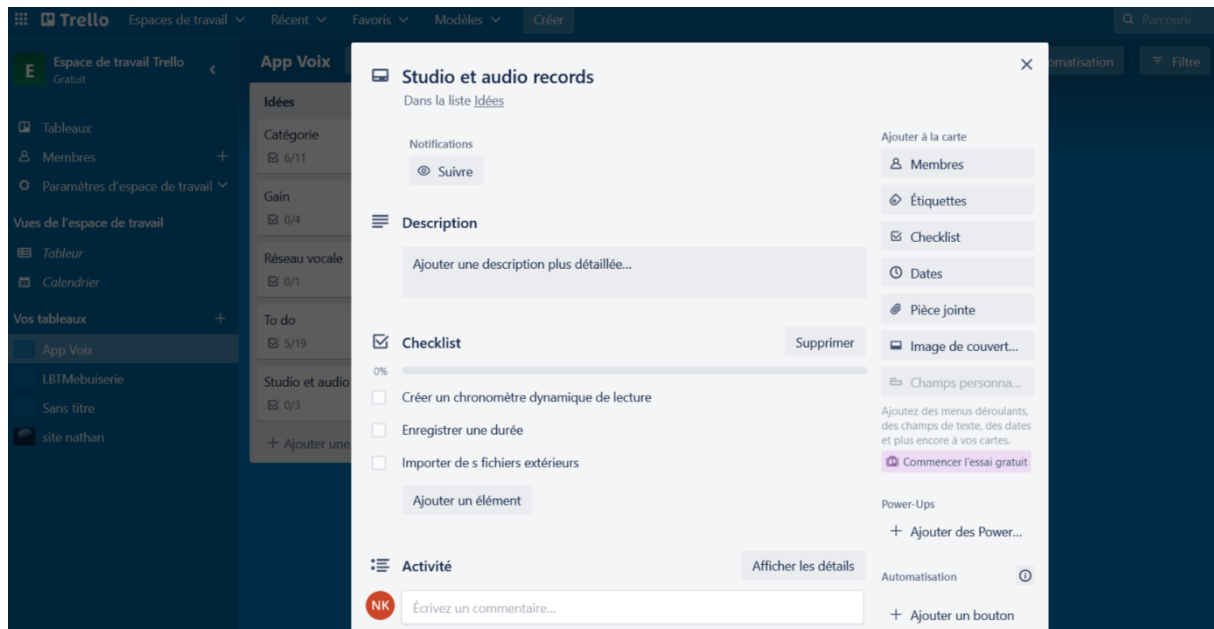 Trello
Espaces de travail
Récent
Favoris
Modèles
Créer
Parcourir
E
Espace de travail Trello
Gratuit
Tableaux
Membres
Paramètres d'espace de travail
Vues de l'espace de travail
Tableur
Calendrier
Vos tableaux
App Voix
LBTMebuiserie
Sans titre
site nathan
App Voix
omatisation
Filtre
Idées
Catégorie
6/11
Gain
0/4
Réseau vocale
0/1
To do
5/19
Studio et audio
0/3
+ Ajouter une
Studio et audio records
Dans la liste Idées
Notifications
Suivre
Description
Ajouter une description plus détaillée...
Checklist
Supprimer
0%
Créer un chronomètre dynamique de lecture
Enregistrer une durée
Importer de s fichiers extérieurs
Ajouter un élément
Activité
Afficher les détails
NK
Écrivez un commentaire...
Ajouter à la carte
Membres
Étiquettes
Checklist
Dates
Pièce jointe
Image de couvert...
Champs personna...
Ajoutez des menus déroulants,
des champs de texte, des dates
et plus encore à vos cartes.
Commencer l'essai gratuit
Power-Ups
+ Ajouter des Power...
Automatisation
+ Ajouter un bouton